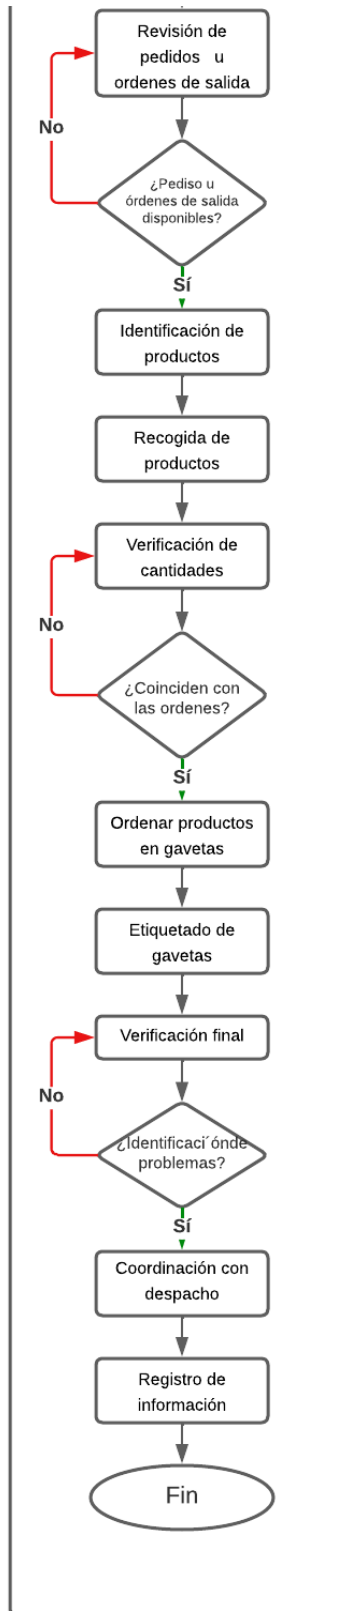 Revisión de
pedidos u
ordenes de salida
No
¿Pediso u
órdenes de salida
disponibles?
Sí
Identificación de
productos
Recogida de
productos
Verificación de
cantidades
No
¿Coinciden con
las ordenes?
Sí
Ordenar productos
en gavetas
Etiquetado de
gavetas
Verificación final
No
¿Identificaci´ónde
problemas?
Sí
Coordinación con
despacho
Registro de
información
Fin